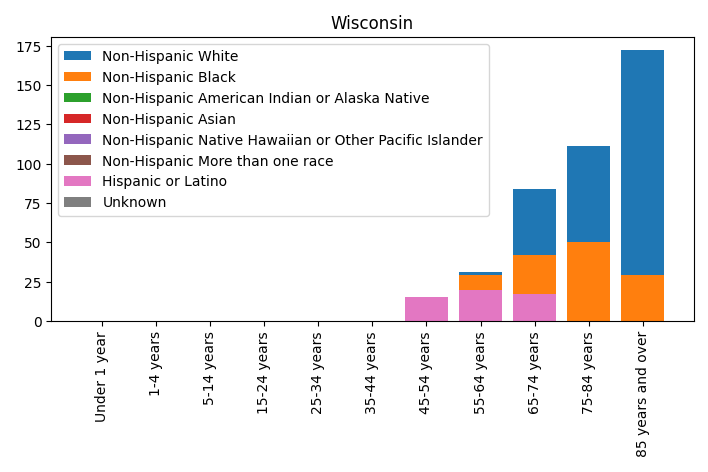 Wisconsin
175
150
125
100
75
50
25
0
Non-Hispanic White
Non-Hispanic Black
Non-Hispanic American Indian or Alaska Native
Non-Hispanic Asian
Non-Hispanic Native Hawaiian or Other Pacific Islander
Non-Hispanic More than one race
Hispanic or Latino
Unknown
Under 1 year
1-4 years
5-14 years
15-24 years
25-34 years
35-44 years
45-54 years
55-64 years
65-74 years
75-84 years
85 years and over